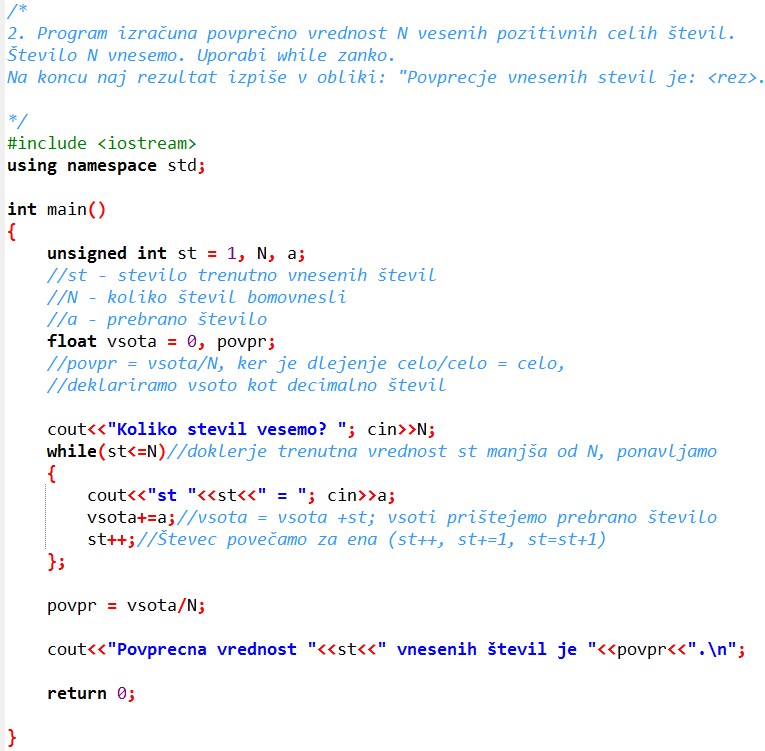 /*
2. Program izračuna povprečno vrednost N vesenih pozitivnih celih števil.
Število N vnesemo. Uporabi while zanko.
Na koncu naj rezultat izpiše v obliki: "Povprecje vnesenih stevil je: <rez>.

*/
#include <iostream>
using namespace std;

int main()
{
    unsigned int st = 1, N, a;
    //st - stevilo trenutno vnesenih števil
    //N - koliko števil bomovnesli
    //a - prebrano število
    float vsota = 0, povpr;
    //povpr = vsota/N, ker je dlejenje celo/celo = celo,
    //deklariramo vsoto kot decimalno števil

    cout<<"Koliko stevil vesemo? "; cin>>N;
    while(st<=N)//doklerje trenutna vrednost st manjša od N, ponavljamo
    {
        cout<<"st "<<st<<" = "; cin>>a;
        vsota+=a;//vsota = vsota +st; vsoti prištejemo prebrano število
        st++;//Števec povečamo za ena (st++, st+=1, st=st+1)
    };

    povpr = vsota/N;

    cout<<"Povprecna vrednost "<<st<<" vnesenih števil je "<<povpr<<".\n";

    return 0;

}